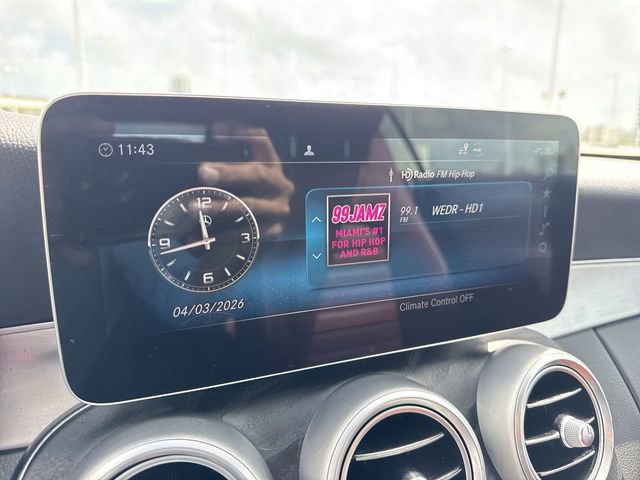 11:43
HD Radio FM Hip-Hop
12
3
6
9
99JAMZ
MIAMI'S #1
FOR HIP HOP
AND R&B
99.1 WEDR - HD1
FM
04/03/2026
Climate Control OFF